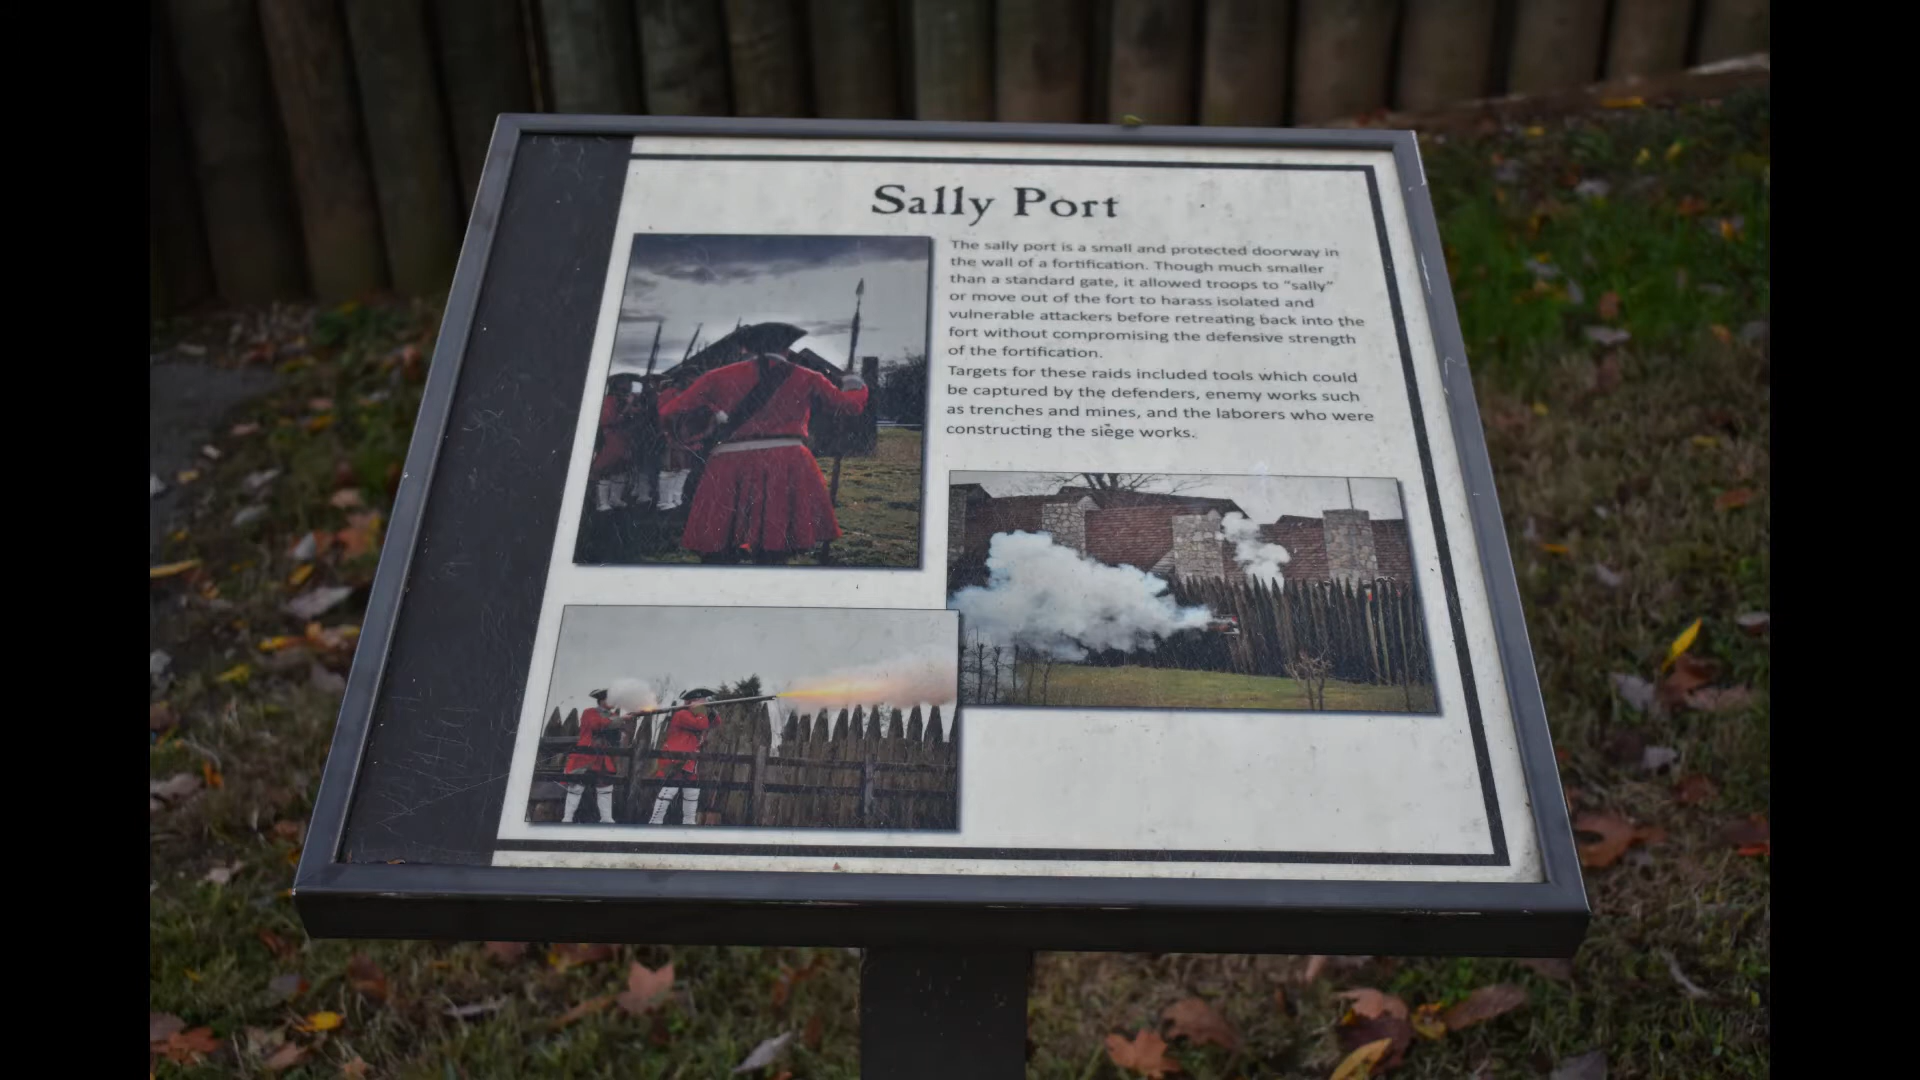 Sally Port
The sally port is a small and protected doorway in
the wall of a fortification. Though much smaller
than a standard gate, it allowed troops to “sally”
or move out of the fort to harass isolated and
vulnerable attackers before retreating back into the
fort without compromising the defensive strength
of the fortification.
Targets for these raids included tools which could
be captured by the defenders, enemy works such
as trenches and mines, and the laborers who were
constructing the siege works.